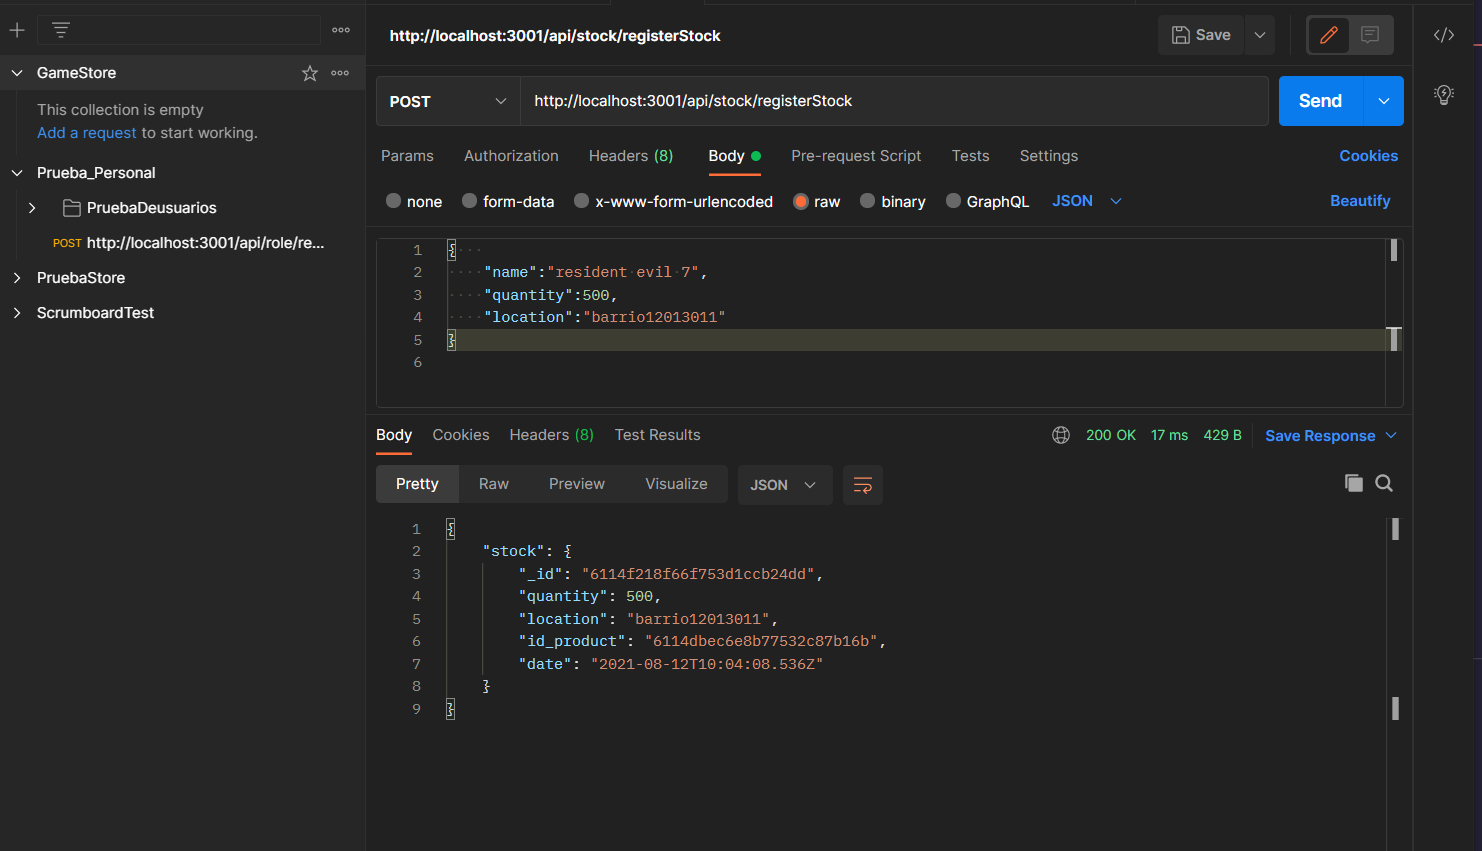 GameStore
This collection is empty
Add a request to start working.
Prueba_Personal
PruebaDeusuarios
POST http://localhost:3001/api/role/re...
PruebaStore
ScrumboardTest
http://localhost:3001/api/stock/registerStock
Save
POST
http://localhost:3001/api/stock/registerStock
Send
Params Authorization Headers (8) Body Pre-request Script Tests Settings Cookies
none form-data x-www-form-urlencoded raw binary GraphQL JSON Beautify
1 {
2 "name":"resident evil 7",
3 "quantity":500,
4 "location":"barrio12013011"
5 }
6
Body Cookies Headers (8) Test Results 200 OK 17 ms 429 B Save Response
Pretty Raw Preview Visualize JSON
1 {
2 "stock": {
3 "_id": "6114f218f66f753d1ccb24dd",
4 "quantity": 500,
5 "location": "barrio12013011",
6 "id_product": "6114dbec6e8b77532c87b16b",
7 "date": "2021-08-12T10:04:08.536Z"
8 }
9 }